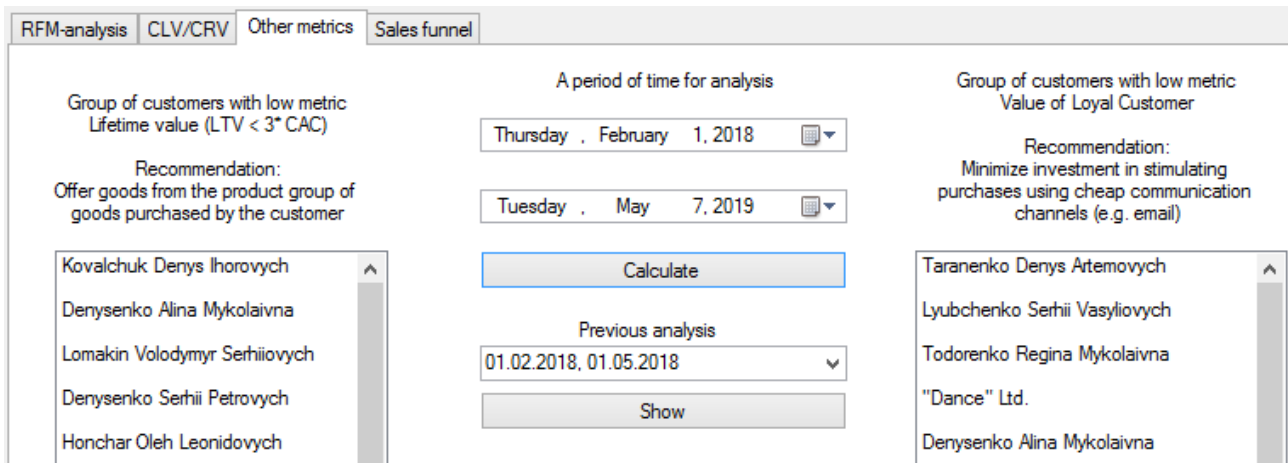 RFM-analysis CLV/CRV Other metrics Sales funnel
Group of customers with low metric
Lifetime value (LTV < 3* CAC)
Recommendation:
Offer goods from the product group of
goods purchased by the customer
Kovalchuk Denys Ihorovych
Denysenko Alina Mykolaivna
Lomakin Volodymyr Serhiiovych
Denysenko Serhii Petrovych
Honchar Oleh Leonidovych
A period of time for analysis
Thursday , February 1, 2018
Tuesday , May 7, 2019
Calculate
Previous analysis
01.02.2018, 01.05.2018
Show
Group of customers with low metric
Value of Loyal Customer
Recommendation:
Minimize investment in stimulating
purchases using cheap communication
channels (e.g. email)
Taranenko Denys Artemovych
Lyubchenko Serhii Vasyliovych
Todorenko Regina Mykolaivna
"Dance" Ltd.
Denysenko Alina Mykolaivna